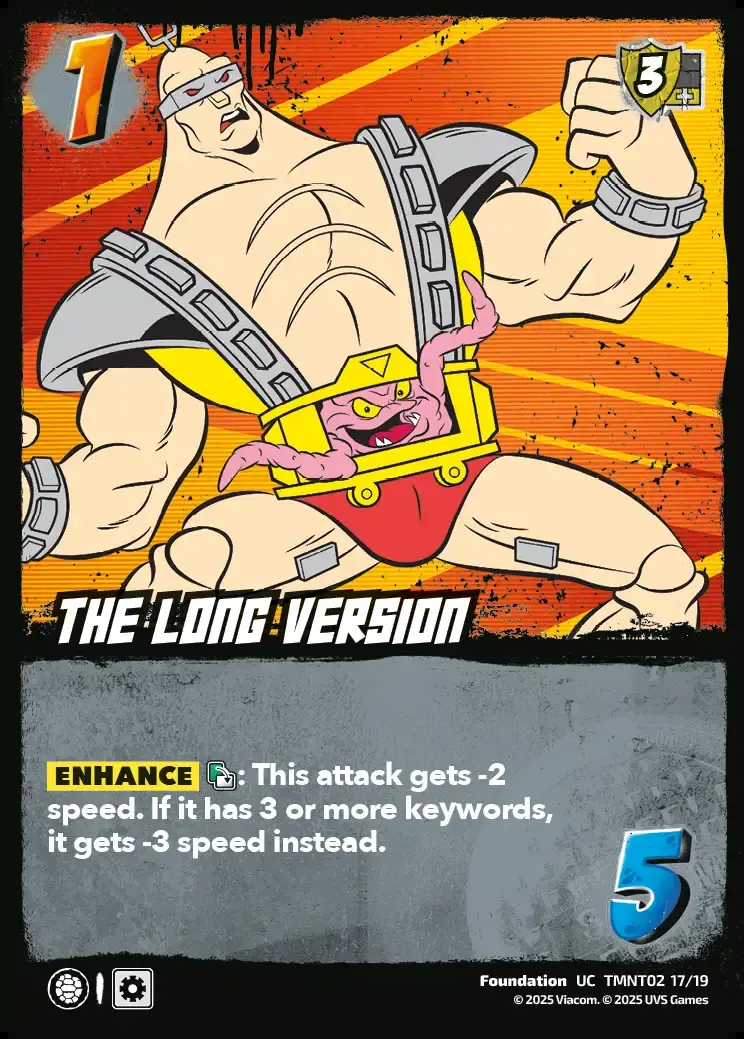 1
3
THE LONG VERSION
ENHANCE : This attack gets -2
speed. If it has 3 or more keywords,
it gets -3 speed instead.
5
Foundation UC TMNT02 17/19
© 2025 Viacom. © 2025 UVS Games